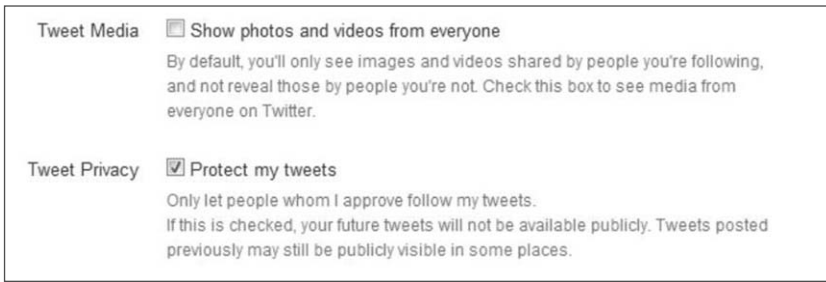 Tweet Media Show photos and videos from everyone
By default, you'll only see images and videos shared by people you're following,
and not reveal those by people you're not. Check this box to see media from
everyone on Twitter.
Tweet Privacy Protect my tweets
Only let people whom I approve follow my tweets.
If this is checked, your future tweets will not be available publicly. Tweets posted
previously may still be publicly visible in some places.